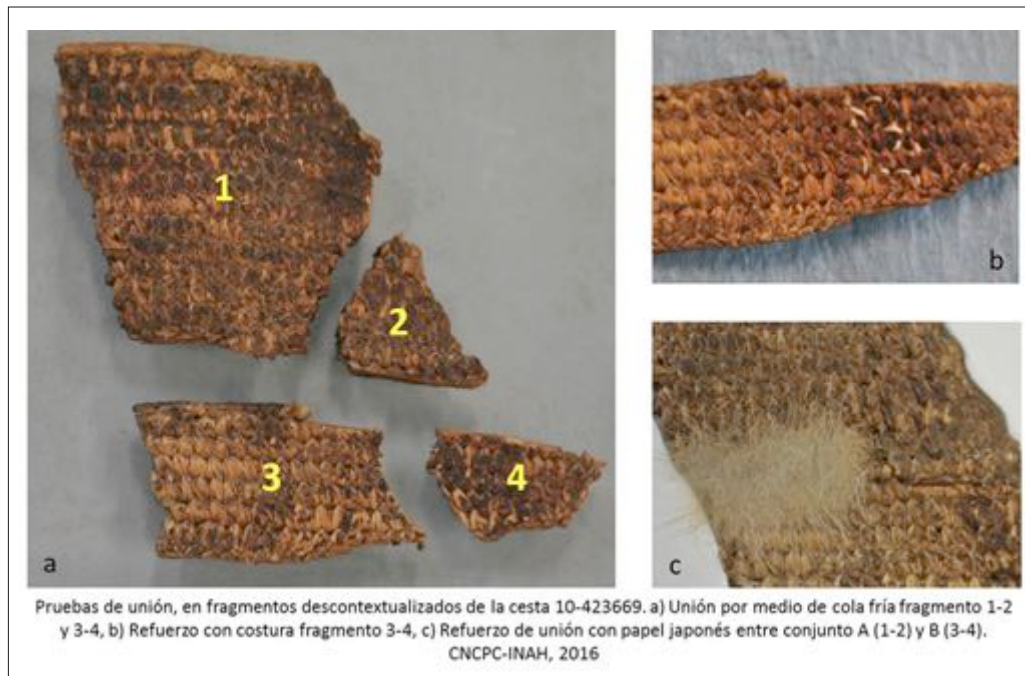 1
2
3
4
a
b
c
Pruebas de unión, en fragmentos descontextualizados de la cesta 10-423669. a) Unión por medio de cola fría fragmento 1-2
y 3-4, b) Refuerzo con costura fragmento 3-4, c) Refuerzo de unión con papel japonés entre conjunto A (1-2) y B (3-4).
CNCPC-INAH, 2016